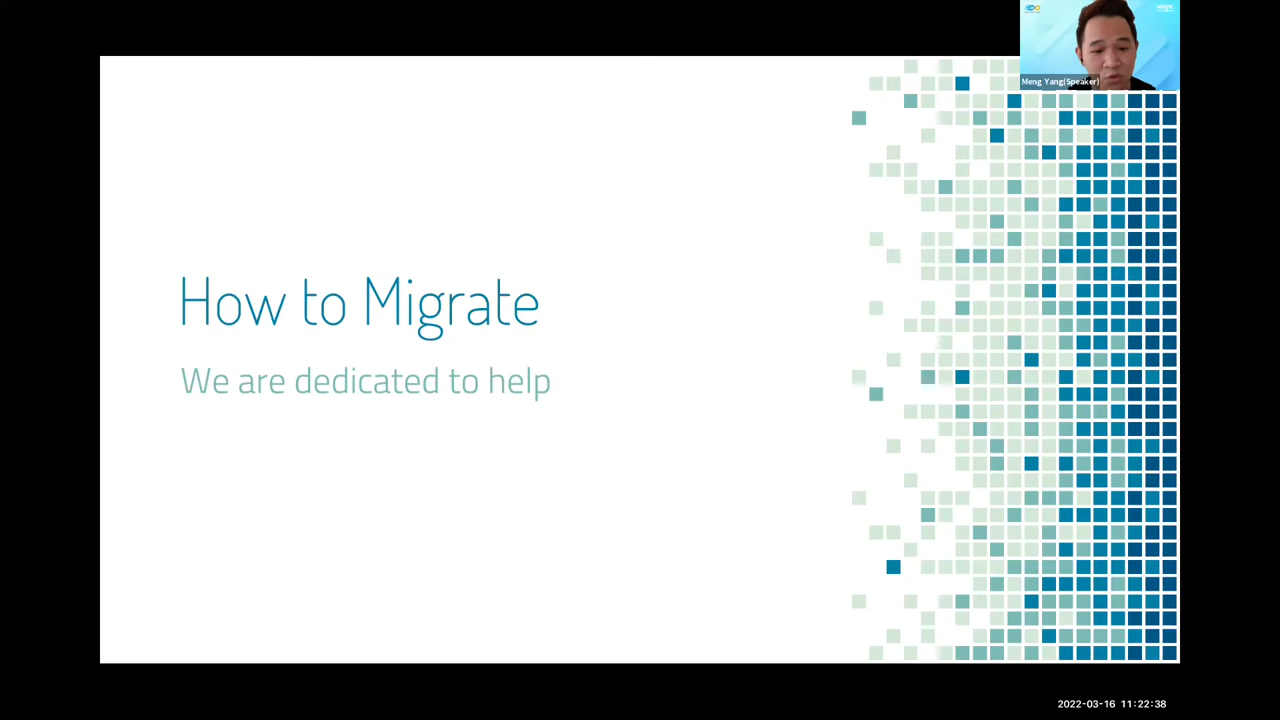 Meng Yang(Speaker)
How to Migrate
We are dedicated to help
2022-03-16 11:22:38